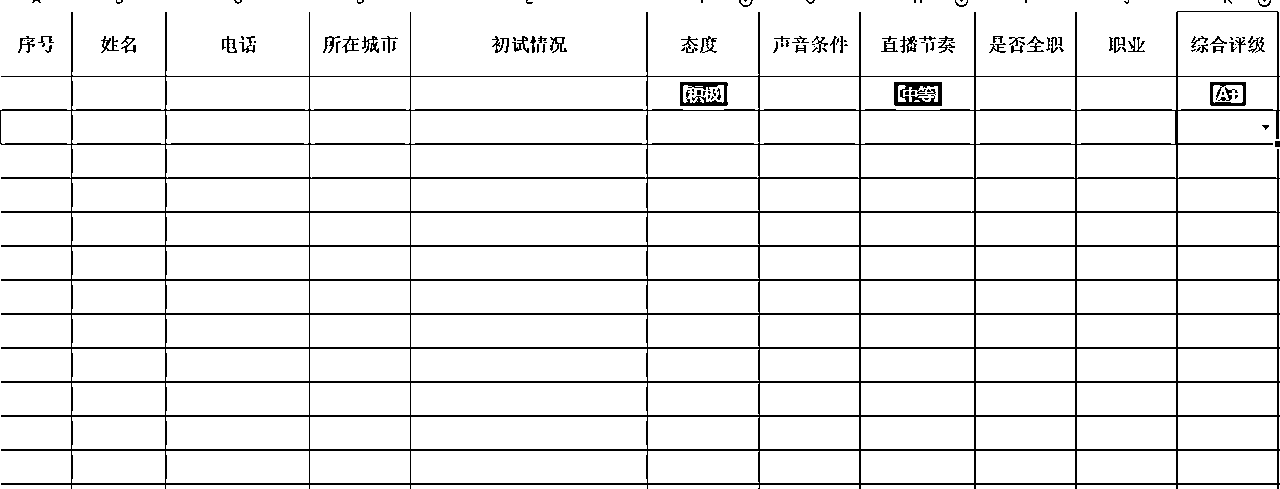 序号 姓名 电话 所在城市 初试情况 态度 声音条件 直播节奏 是否全职 职业 综合评级
积极 中等 A+